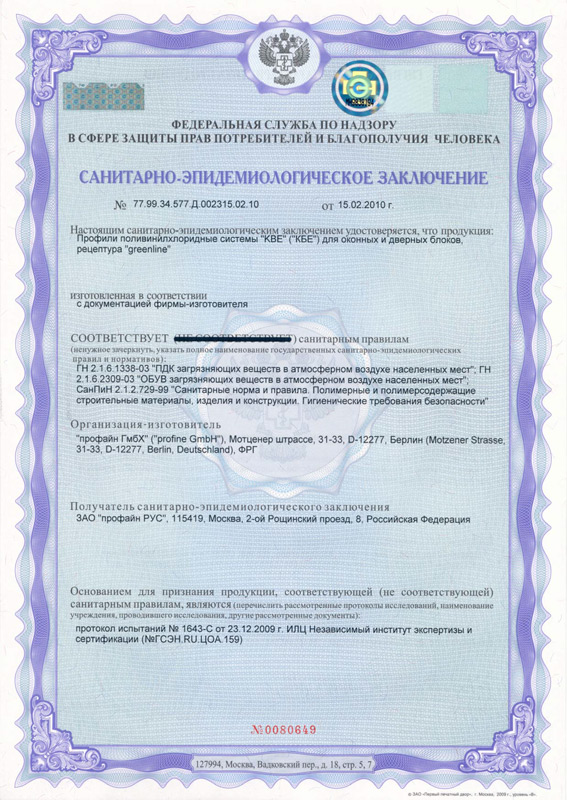 ФЕДЕРАЛЬНАЯ СЛУЖБА ПО НАДЗОРУ
В СФЕРЕ ЗАЩИТЫ ПРАВ ПОТРЕБИТЕЛЕЙ И БЛАГОПОЛУЧИЯ ЧЕЛОВЕКА
САНИТАРНО-ЭПИДЕМИОЛОГИЧЕСКОЕ ЗАКЛЮЧЕНИЕ
№ 77.99.34.577.Д.002315.02.10 от 15.02.2010 г.
Настоящим санитарно-эпидемиологическим заключением удостоверяется, что продукция:
Профили поливинилхлоридные системы "KBE" ("КБЕ") для оконных и дверных блоков,
рецептура "greenline"
изготовленная в соответствии
с документацией фирмы-изготовителя
СООТВЕТСТВУЕТ (НЕ СООТВЕТСТВУЕТ) санитарным правилам
(ненужное зачеркнуть, указать полное наименование государственных санитарно-эпидемиологических
правил и нормативов):
ГН 2.1.6.1338-03 "ПДК загрязняющих веществ в атмосферном воздухе населенных мест"; ГН
2.1.6.2309-03 "ОБУВ загрязняющих веществ в атмосферном воздухе населенных мест";
СанПиН 2.1.2.729-99 "Санитарные норма и правила. Полимерные и полимерсодержащие
строительные материалы, изделия и конструкции. Гигиенические требования безопасности"
Организация-изготовитель
"профайн ГмбХ" ("profine GmbH"), Мотценер штрассе, 31-33, D-12277, Берлин (Motzener Strasse,
31-33, D-12277, Berlin, Deutschland), ФРГ
Получатель санитарно-эпидемиологического заключения
ЗАО "профайн РУС", 115419, Москва, 2-ой Рощинский проезд, 8, Российская Федерация
Основанием для признания продукции, соответствующей (не соответствующей)
санитарным правилам, являются (перечислить рассмотренные протоколы исследований, наименование
учреждения, проводившего исследования, другие рассмотренные документы):
протокол испытаний № 1643-С от 23.12.2009 г. ИЛЦ Независимый институт экспертизы и
сертификации (№ГСЭН.RU.ЦОА.159)
№0080649
127994, Москва, Вадковский пер., д. 18, стр. 5, 7
© ЗАО «Первый печатный двор», г. Москва, 2009 г., уровень «В».